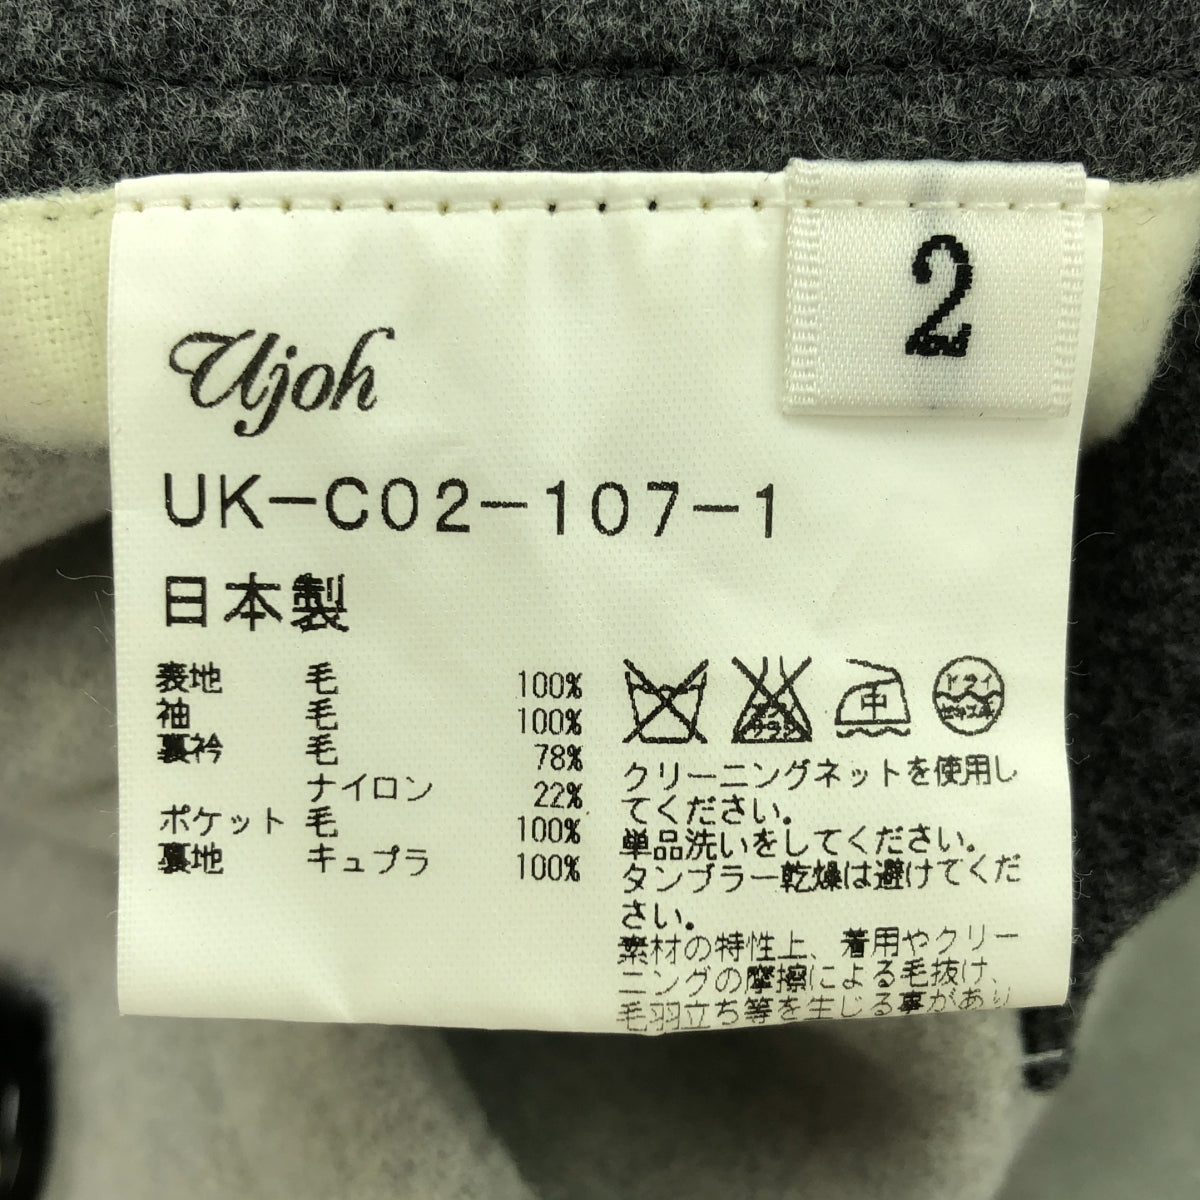 2
Ujoh
UK-C02-107-1
日本製
表地 毛 100%
袖 毛 100%
裏衿 毛 78%
ナイロン 22%
ポケット 毛 100%
裏地 キュプラ 100%
中
ドライ
クリーニングネットを使用し
てください。
単品洗いをしてください。
タンブラー乾燥は避けてくだ
さい。
素材の特性上、着用やクリー
ニングの摩擦による毛抜け、
毛羽立ち等を生じる事があり